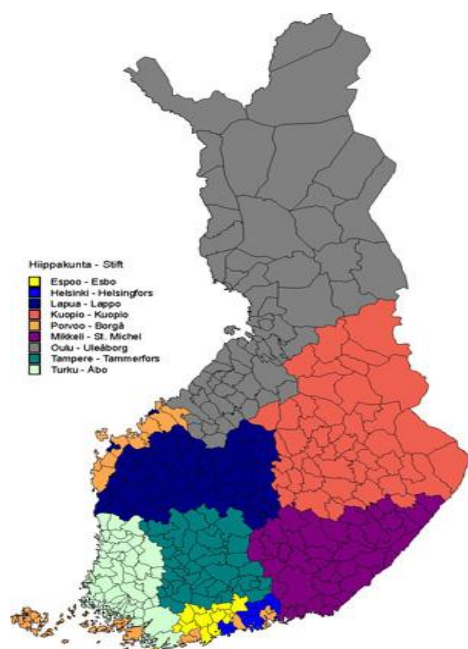 Hiippakunta - Stift
Espoo - Esbo
Helsinki - Helsingfors
Lapua - Lappo
Kuopio - Kuopio
Porvoo - Borgå
Mikkeli - St. Michel
Oulu - Uleåborg
Tampere - Tammerfors
Turku - Åbo